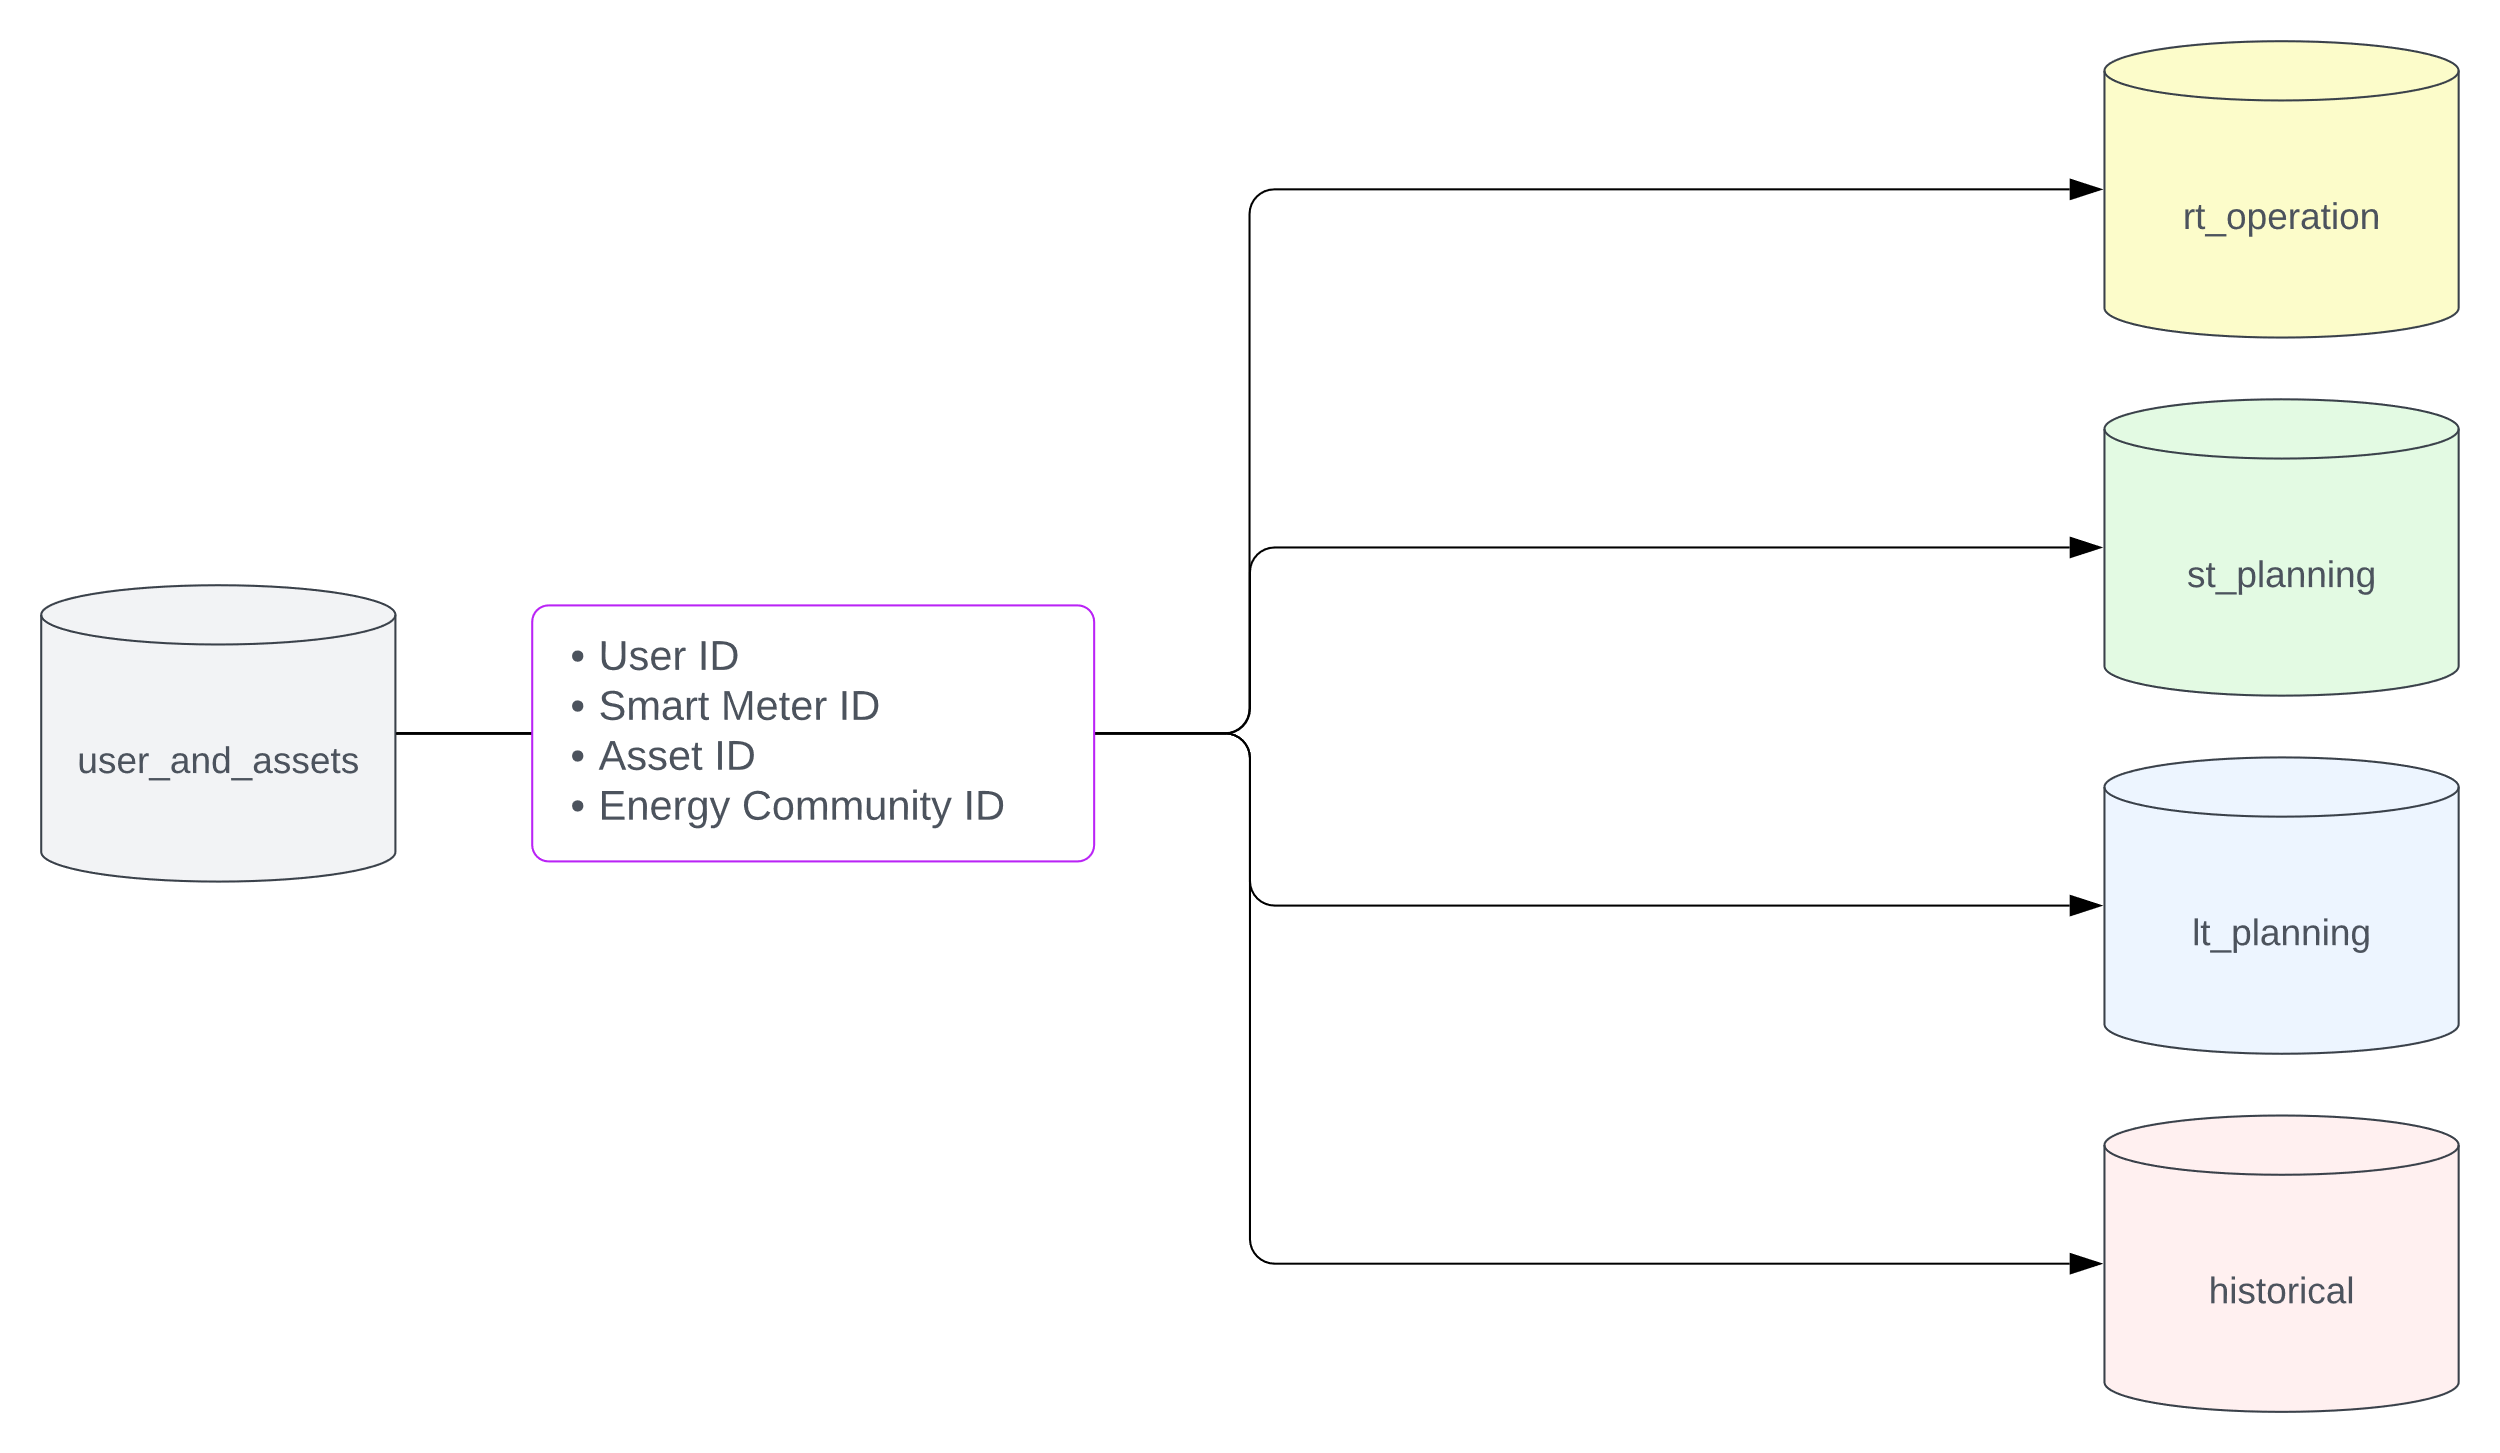 rt_operation
st_planning
user_and_assets
• User ID
• Smart Meter ID
• Asset ID
• Energy Community ID
lt_planning
historical